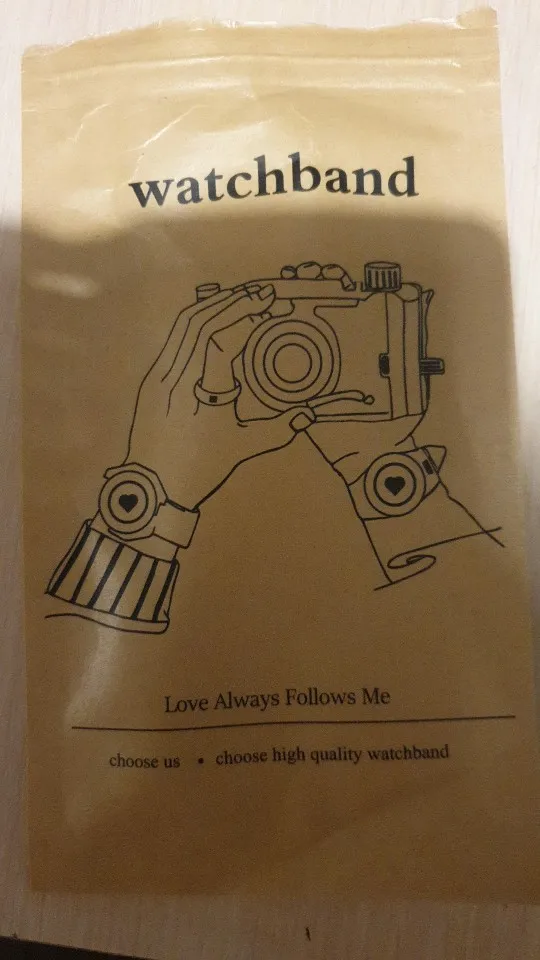 watchband
Love Always Follows Me
choose us • choose high quality watchband